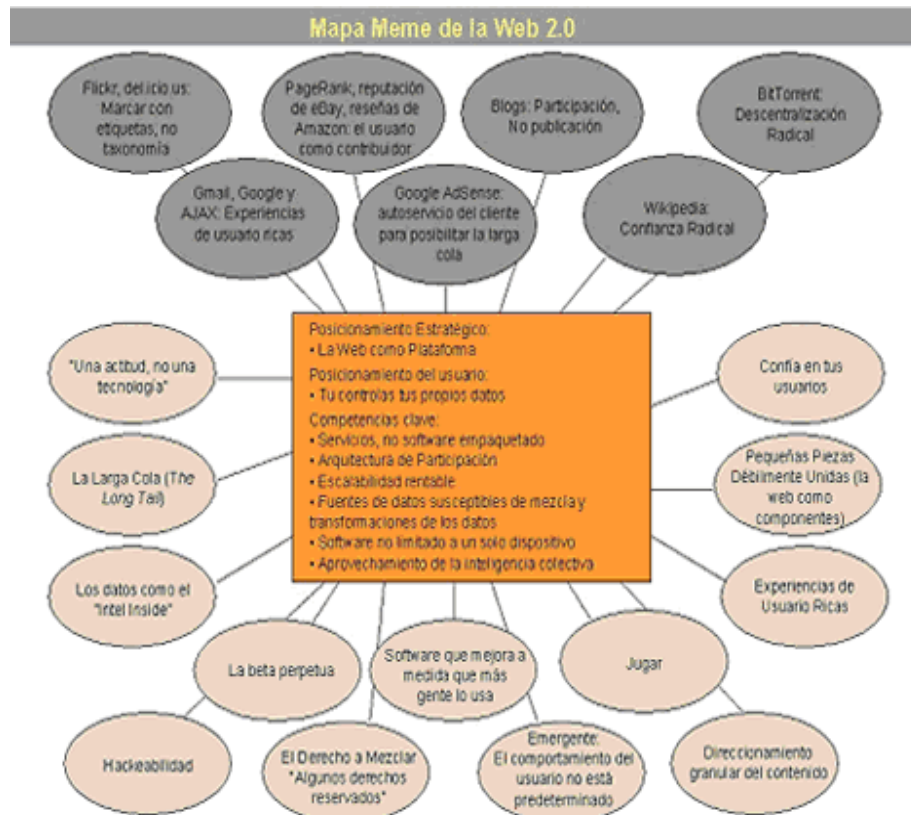 Mapa Meme de la Web 2.0
Flickr, del.icio.us:
Marcar con
etiquetas, no
taxonomía
PageRank, reputación
de eBay, reseñas de
Amazon: el usuario
como contribuidor
Blogs: Participación,
No publicación
BitTorrent:
Descentralización
Radical
Gmail, Google y
AJAX: Experiencias
de usuario ricas
Google AdSense:
autoservicio del cliente
para posibilitar la larga
cola
Wikipedia:
Confianza Radical
Posicionamiento Estratégico:
• La Web como Plataforma
Posicionamiento del usuario:
• Tu controlas tus propios datos
Competencias clave:
• Servicios, no software empaquetado
• Arquitectura de Participación
• Escalabilidad rentable
• Fuentes de datos susceptibles de mezcla y
transformaciones de los datos
• Software no limitado a un solo dispositivo
• Aprovechamiento de la inteligencia colectiva
"Una actitud, no una
tecnología"
La Larga Cola (The
Long Tail)
Los datos como el
"Intel Inside"
Confía en tus
usuarios
Pequeñas Piezas
Débilmente Unidas (la
web como
componentes)
Experiencias de
Usuario Ricas
La beta perpetua
Software que mejora a
medida que más
gente lo usa
Jugar
Hackeabilidad
El Derecho a Mezclar
"Algunos derechos
reservados"
Emergente:
El comportamiento del
usuario no está
predeterminado
Direccionamiento
granular del contenido